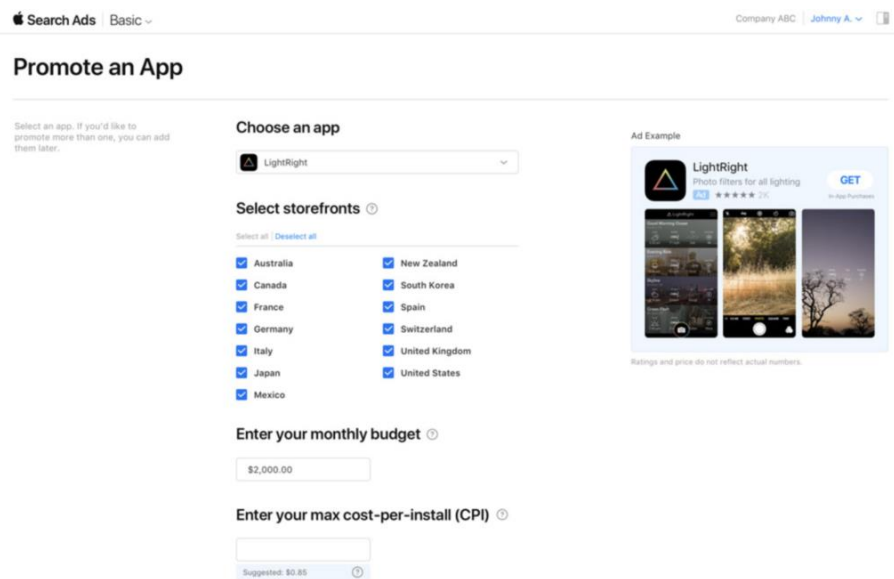 Search Ads Basic
Company ABC Johnny A.
Promote an App
Select an app. If you'd like to
promote more than one, you can add
them later.
Choose an app
LightRight
Select storefronts
Select all Deselect all
Australia
Canada
France
Germany
Italy
Japan
Mexico
New Zealand
South Korea
Spain
Switzerland
United Kingdom
United States
Enter your monthly budget
$2,000.00
Enter your max cost-per-install (CPI)
Suggested: $0.85
Ad Example
LightRight
Photo filters for all lighting
Ad ★★★★★ 2K
GET
In-App Purchases
Ratings and price do not reflect actual numbers.